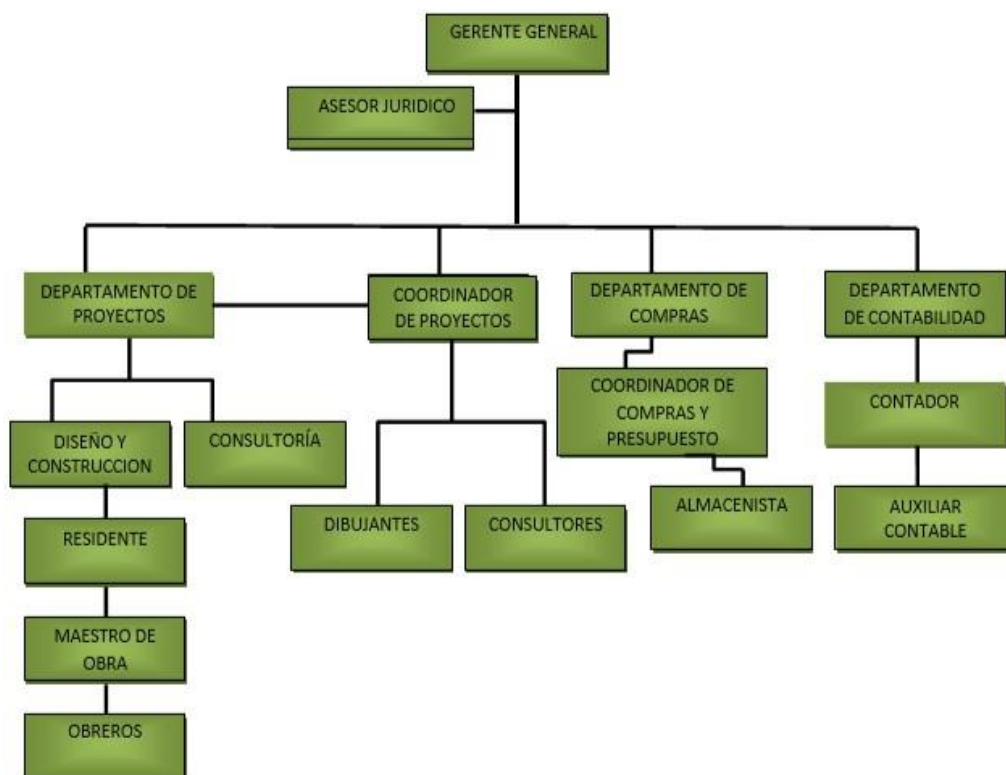 GERENTE GENERAL
ASESOR JURIDICO
DEPARTAMENTO DE
PROYECTOS
COORDINADOR
DE PROYECTOS
DEPARTAMENTO DE
COMPRAS
DEPARTAMENTO
DE CONTABILIDAD
DISEÑO Y
CONSTRUCCION
CONSULTORÍA
COORDINADOR DE
COMPRAS Y
PRESUPUESTO
CONTADOR
RESIDENTE
DIBUJANTES
CONSULTORES
ALMACENISTA
AUXILIAR
CONTABLE
MAESTRO DE
OBRA
OBREROS